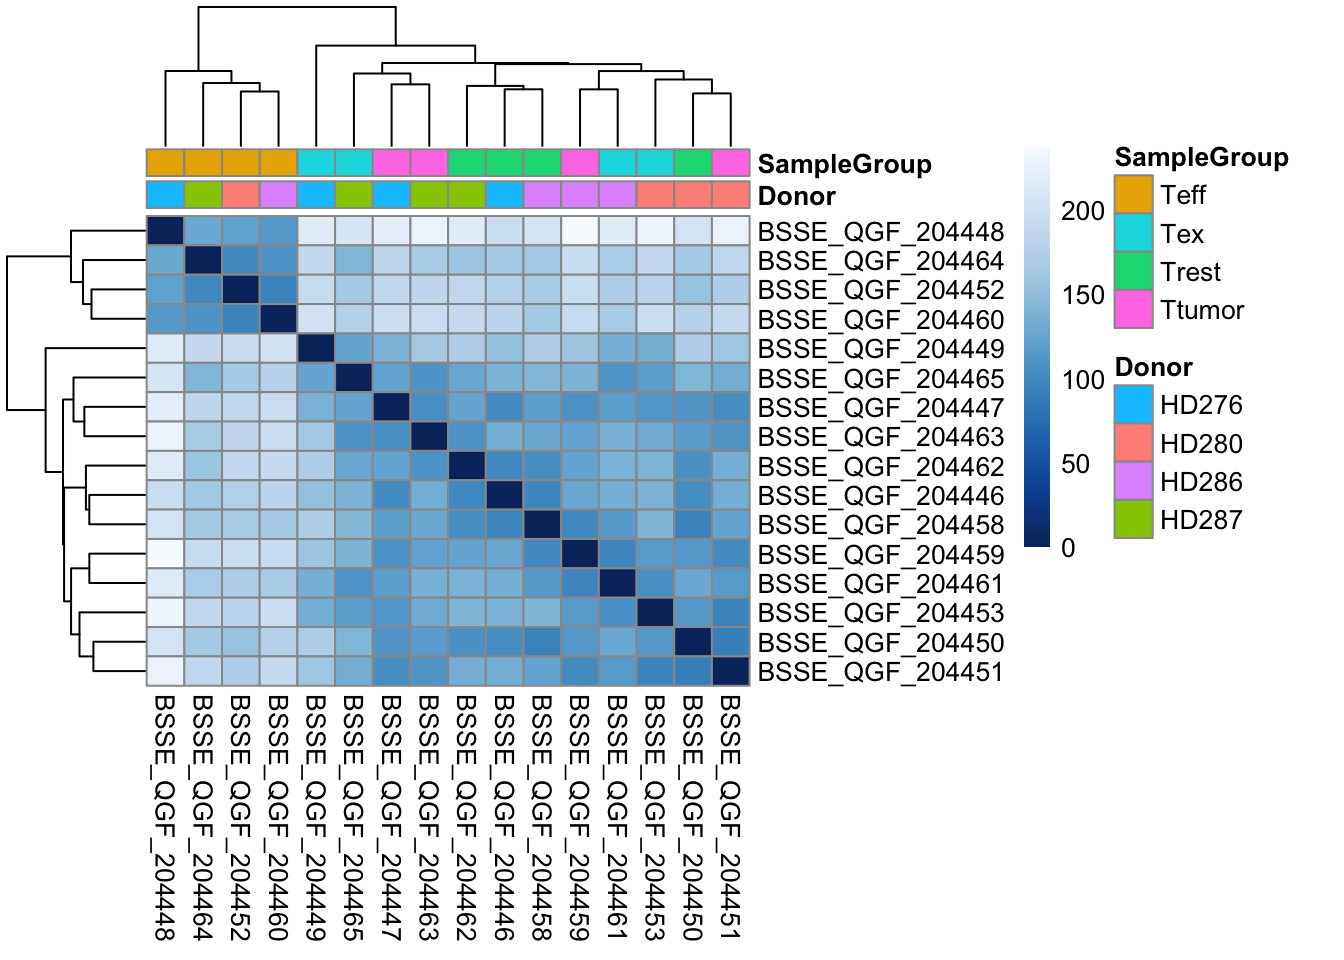 SampleGroup
Donor
BSSE_QGF_204448
BSSE_QGF_204464
BSSE_QGF_204452
BSSE_QGF_204460
BSSE_QGF_204449
BSSE_QGF_204465
BSSE_QGF_204447
BSSE_QGF_204463
BSSE_QGF_204462
BSSE_QGF_204446
BSSE_QGF_204458
BSSE_QGF_204459
BSSE_QGF_204461
BSSE_QGF_204453
BSSE_QGF_204450
BSSE_QGF_204451
BSSE_QGF_204448
BSSE_QGF_204464
BSSE_QGF_204452
BSSE_QGF_204460
BSSE_QGF_204449
BSSE_QGF_204465
BSSE_QGF_204447
BSSE_QGF_204463
BSSE_QGF_204462
BSSE_QGF_204446
BSSE_QGF_204458
BSSE_QGF_204459
BSSE_QGF_204461
BSSE_QGF_204453
BSSE_QGF_204450
BSSE_QGF_204451
200
150
100
50
0
SampleGroup
Teff
Tex
Trest
Ttumor
Donor
HD276
HD280
HD286
HD287